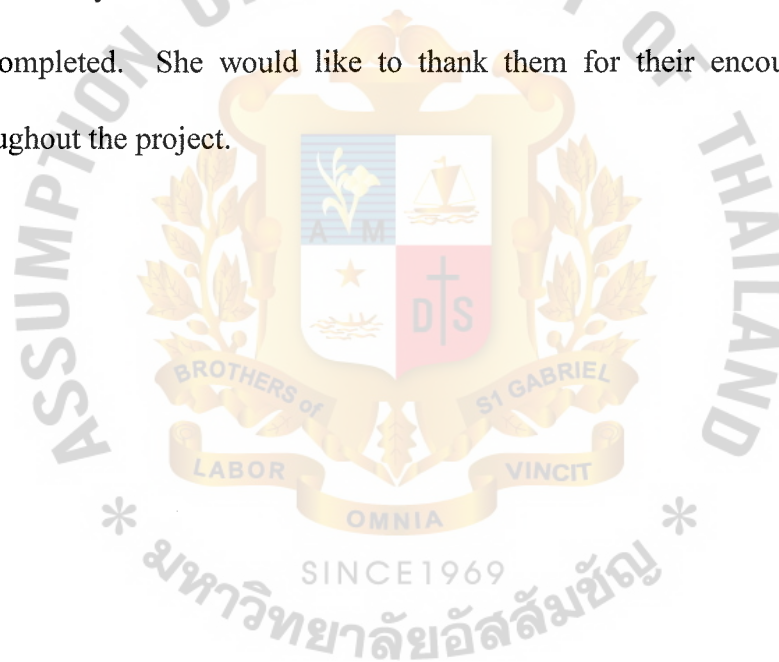 ompleted. She would like to thank them for their encou
ughout the project.
ASSUMPTION
OF
THAILAND
A M
D S
BROTHERS of
S1 GABRIEL
LABOR
VINCIT
OMNIA
SINCE1969
มหาวิทยาลัยอัสสัมชัญ